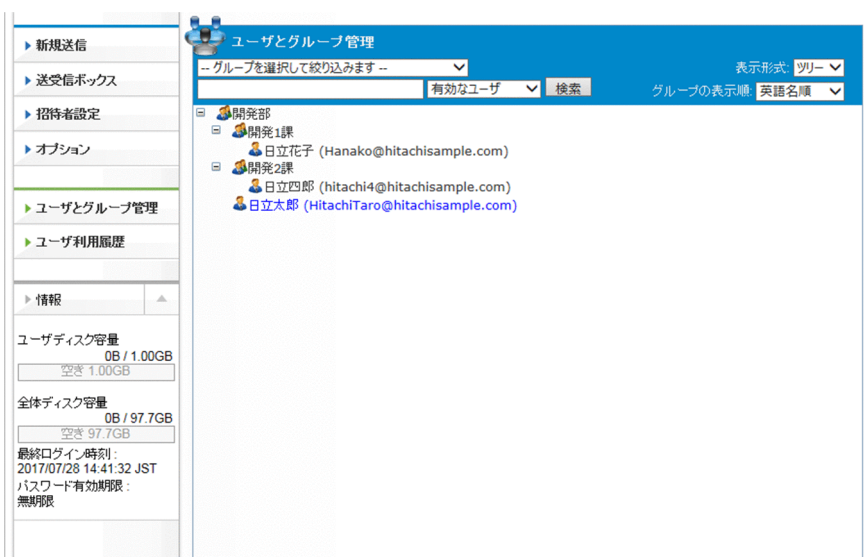 新規送信
送受信ボックス
招待者設定
オプション
ユーザとグループ管理
ユーザ利用履歴
情報
ユーザディスク容量
0B / 1.00GB
空き 1.00GB
全体ディスク容量
0B / 97.7GB
空き 97.7GB
最終ログイン時刻 :
2017/07/28 14:41:32 JST
パスワード有効期限 :
無期限
ユーザとグループ管理
-- グループを選択して絞り込みます --
表示形式: ツリー
有効なユーザ 検索
グループの表示順: 英語名順
開発部
開発1課
日立花子 (Hanako@hitachisample.com)
開発2課
日立四郎 (hitachi4@hitachisample.com)
日立太郎 (HitachiTaro@hitachisample.com)